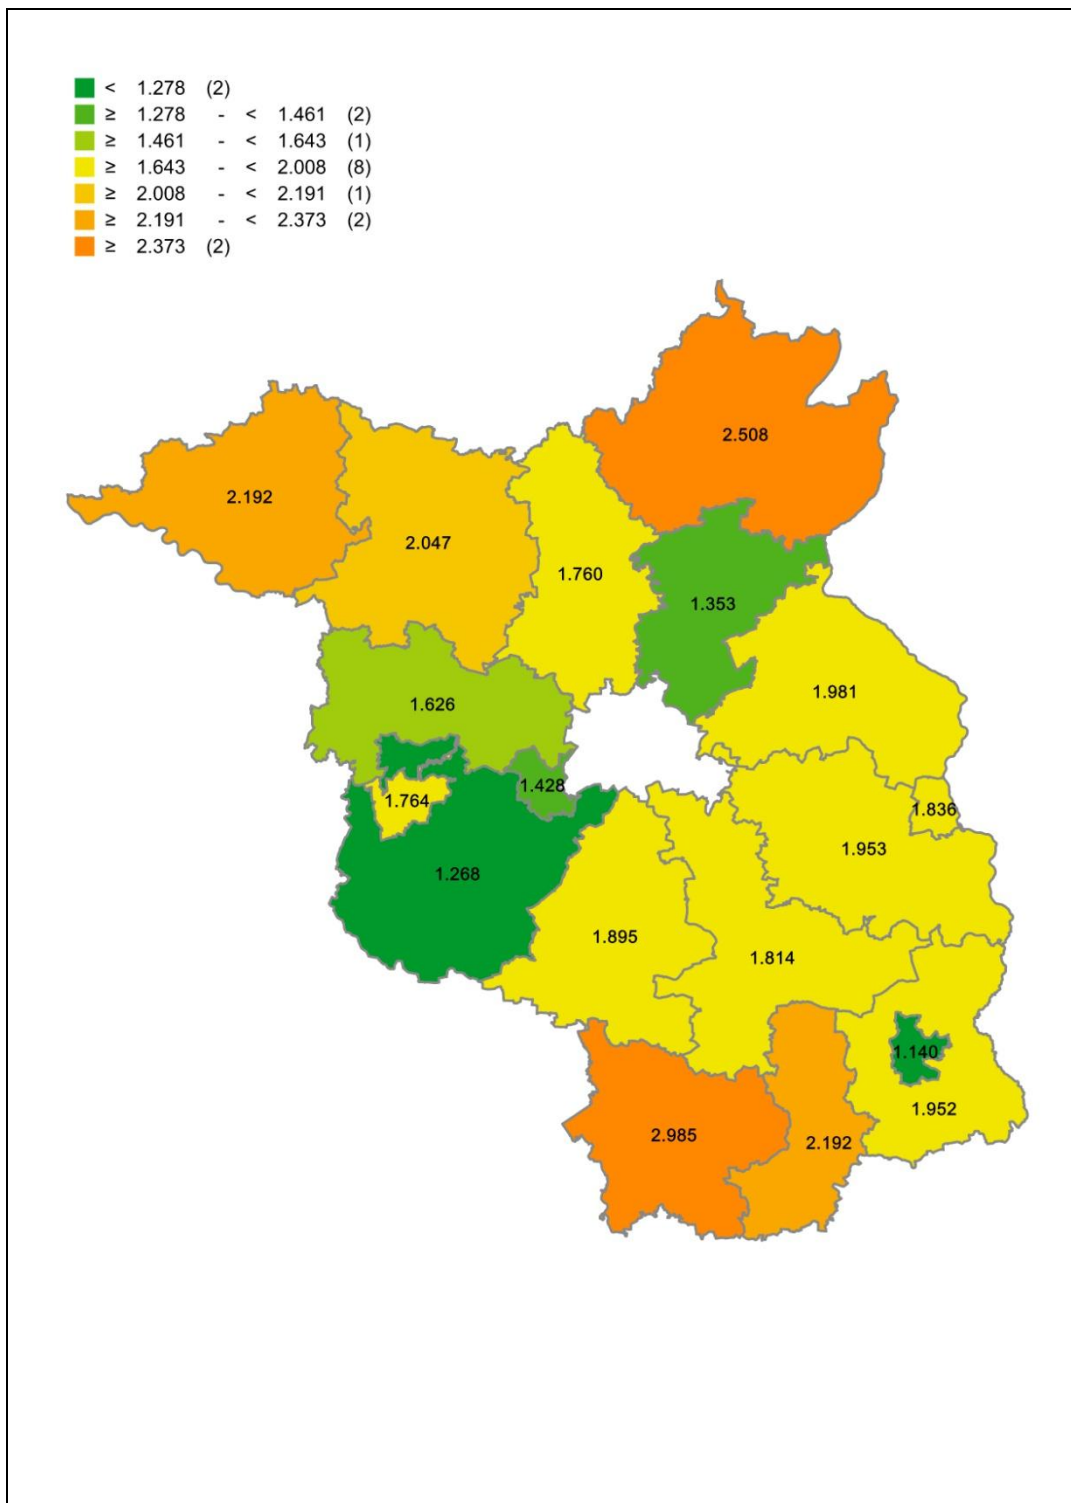 < 1.278 (2)
≥ 1.278 - < 1.461 (2)
≥ 1.461 - < 1.643 (1)
≥ 1.643 - < 2.008 (8)
≥ 2.008 - < 2.191 (1)
≥ 2.191 - < 2.373 (2)
≥ 2.373 (2)
2.508
2.192
2.047
1.760
1.353
1.981
1.626
1.428
1.764
1.836
1.953
1.268
1.895
1.814
1.140
1.952
2.985
2.192